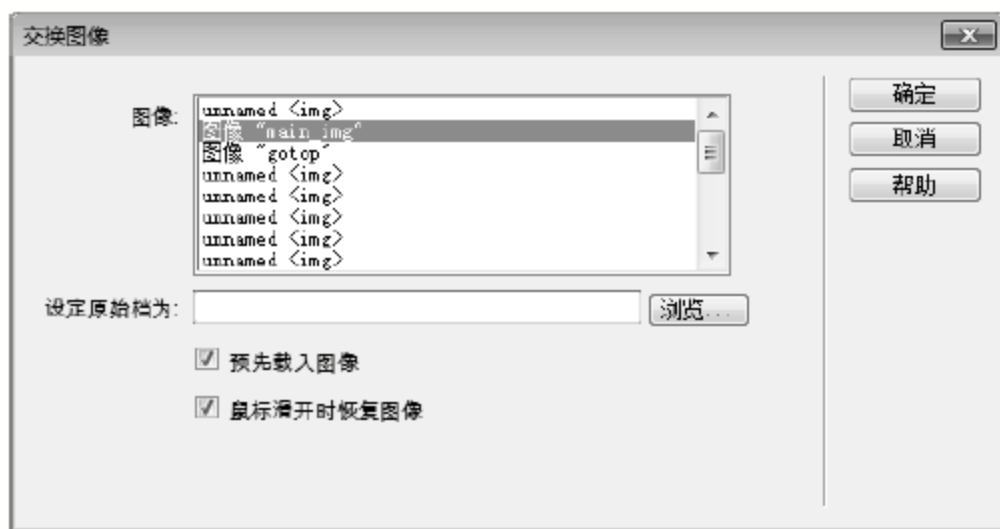 交换图像
图像:
unnamed <img>
图像 "main_img"
图像 "gotop"
unnamed <img>
unnamed <img>
unnamed <img>
unnamed <img>
unnamed <img>
设定原始档为:
浏览...
预先载入图像
鼠标滑开时恢复图像
确定
取消
帮助